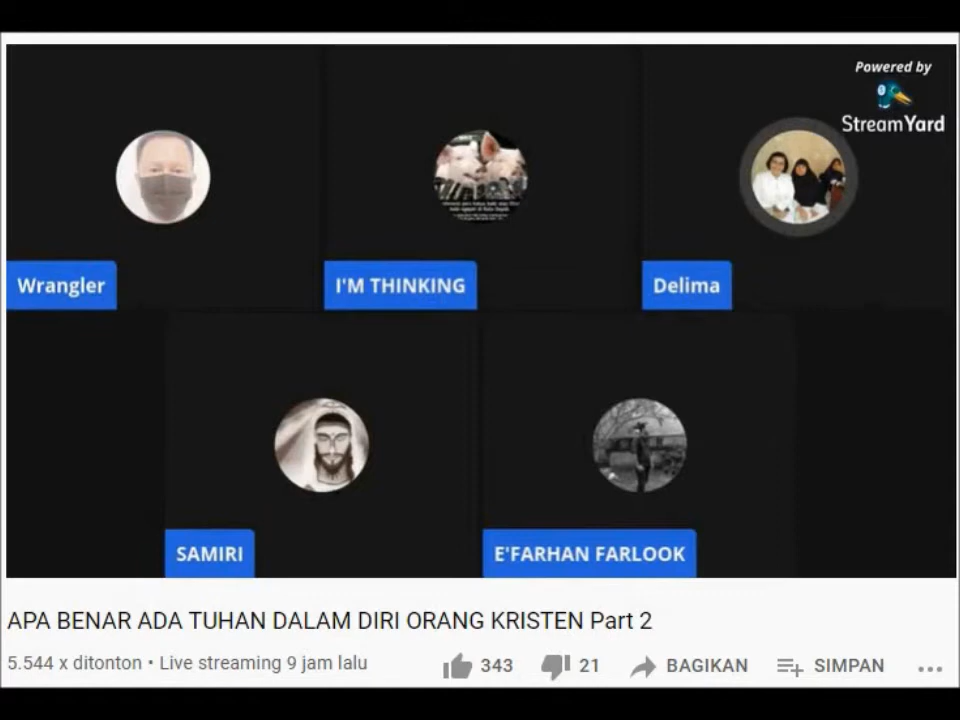 Powered by
StreamYard
Wrangler
I'M THINKING
Delima
SAMIRI
E'FARHAN FARLOOK
APA BENAR ADA TUHAN DALAM DIRI ORANG KRISTEN Part 2
5.544 x ditonton • Live streaming 9 jam lalu
343
21
BAGIKAN
SIMPAN